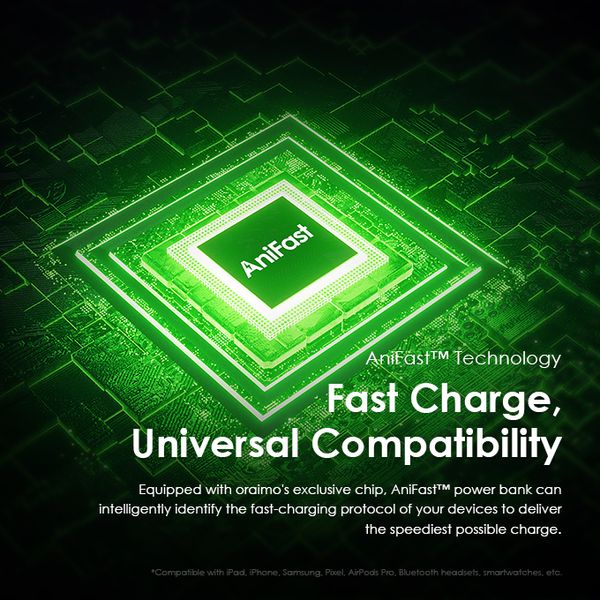 AniFast
AniFast™ Technology
Fast Charge,
Universal Compatibility
Equipped with oraimo's exclusive chip, AniFast™ power bank can
intelligently identify the fast-charging protocol of your devices to deliver
the speediest possible charge.
*Compatible with iPad, iPhone, Samsung, Pixel, AirPods Pro, Bluetooth headsets, smartwatches, etc.